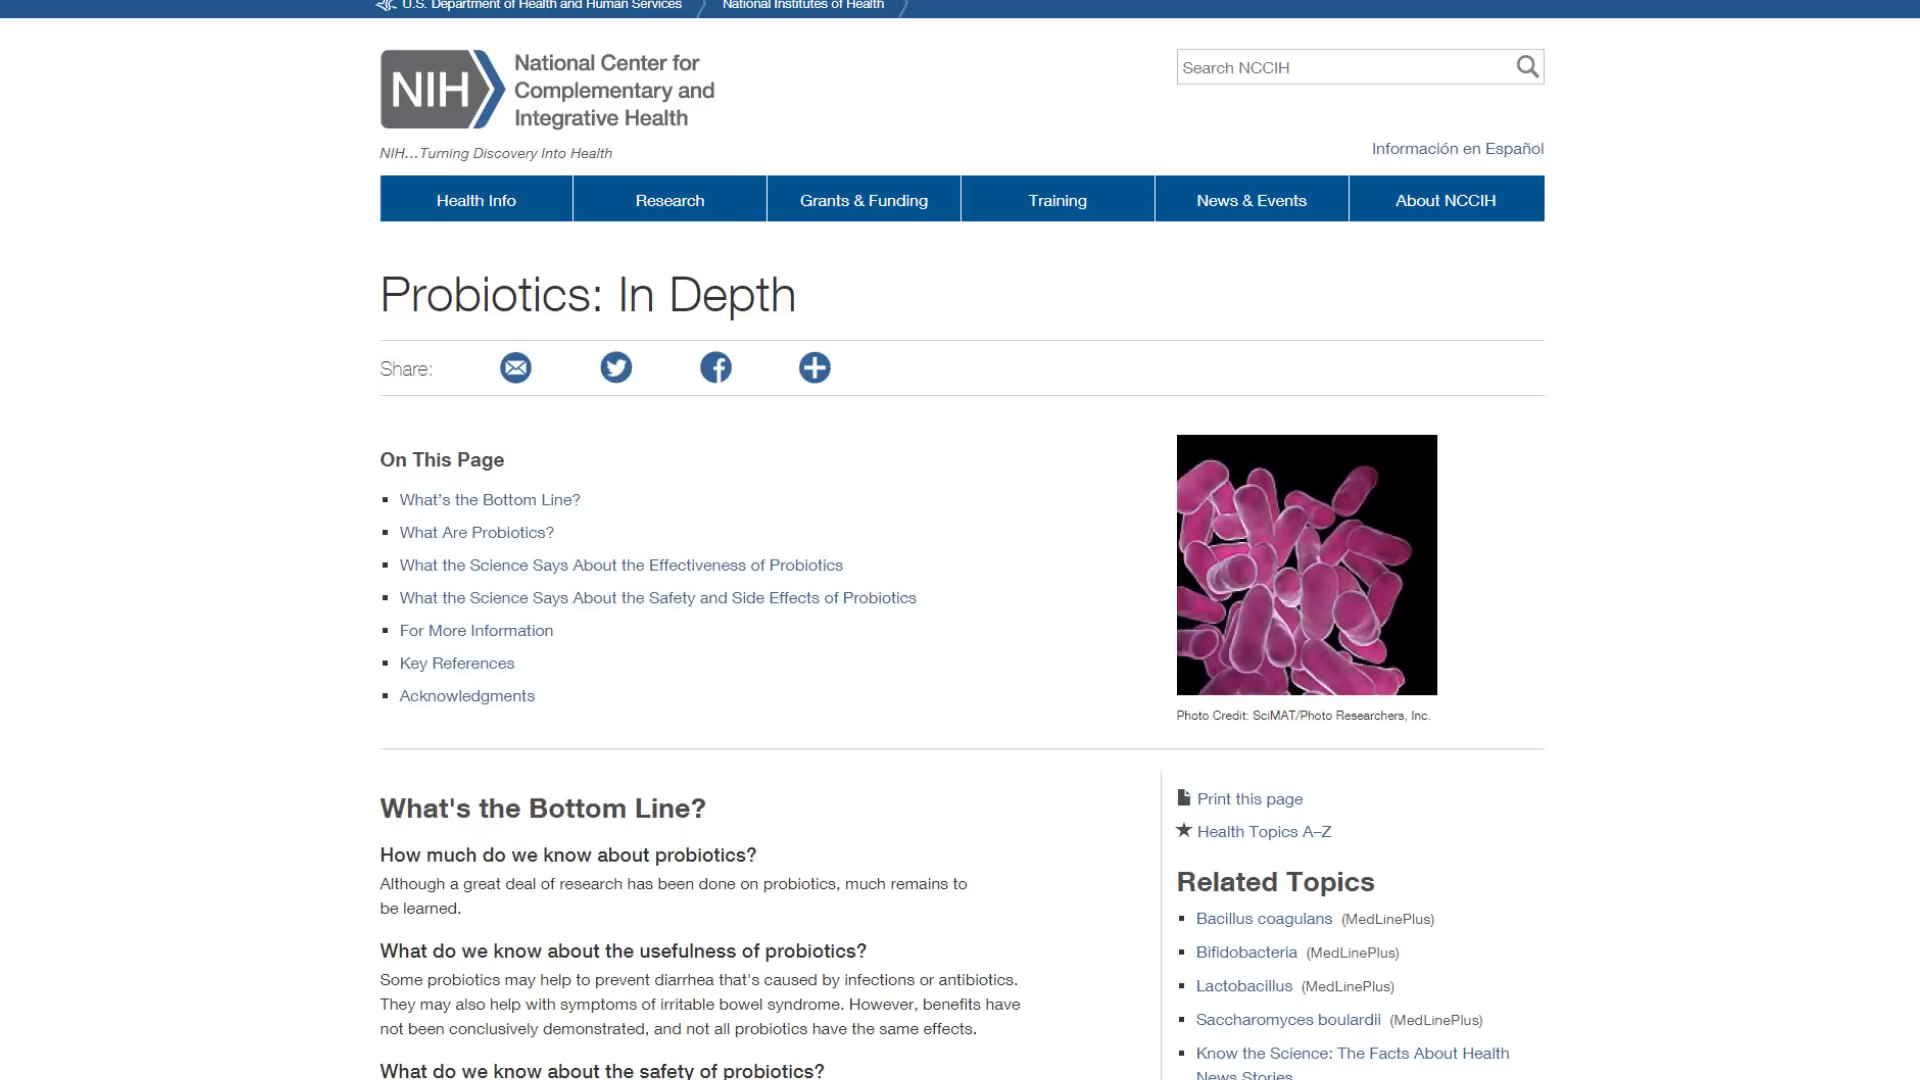 U.S. Department of Health and Human Services National Institutes of Health
NIH
National Center for
Complementary and
Integrative Health
Search NCCIH
NIH...Turning Discovery Into Health
Información en Español
Health Info Research Grants & Funding Training News & Events About NCCIH
Probiotics: In Depth
Share:
On This Page
What's the Bottom Line?
What Are Probiotics?
What the Science Says About the Effectiveness of Probiotics
What the Science Says About the Safety and Side Effects of Probiotics
For More Information
Key References
Acknowledgments
Photo Credit: SciMAT/Photo Researchers, Inc.
What's the Bottom Line?
How much do we know about probiotics?
Although a great deal of research has been done on probiotics, much remains to
be learned.
What do we know about the usefulness of probiotics?
Some probiotics may help to prevent diarrhea that's caused by infections or antibiotics.
They may also help with symptoms of irritable bowel syndrome. However, benefits have
not been conclusively demonstrated, and not all probiotics have the same effects.
What do we know about the safety of probiotics?
Print this page
Health Topics A–Z
Related Topics
Bacillus coagulans (MedLinePlus)
Bifidobacteria (MedLinePlus)
Lactobacillus (MedLinePlus)
Saccharomyces boulardii (MedLinePlus)
Know the Science: The Facts About Health
News Stories